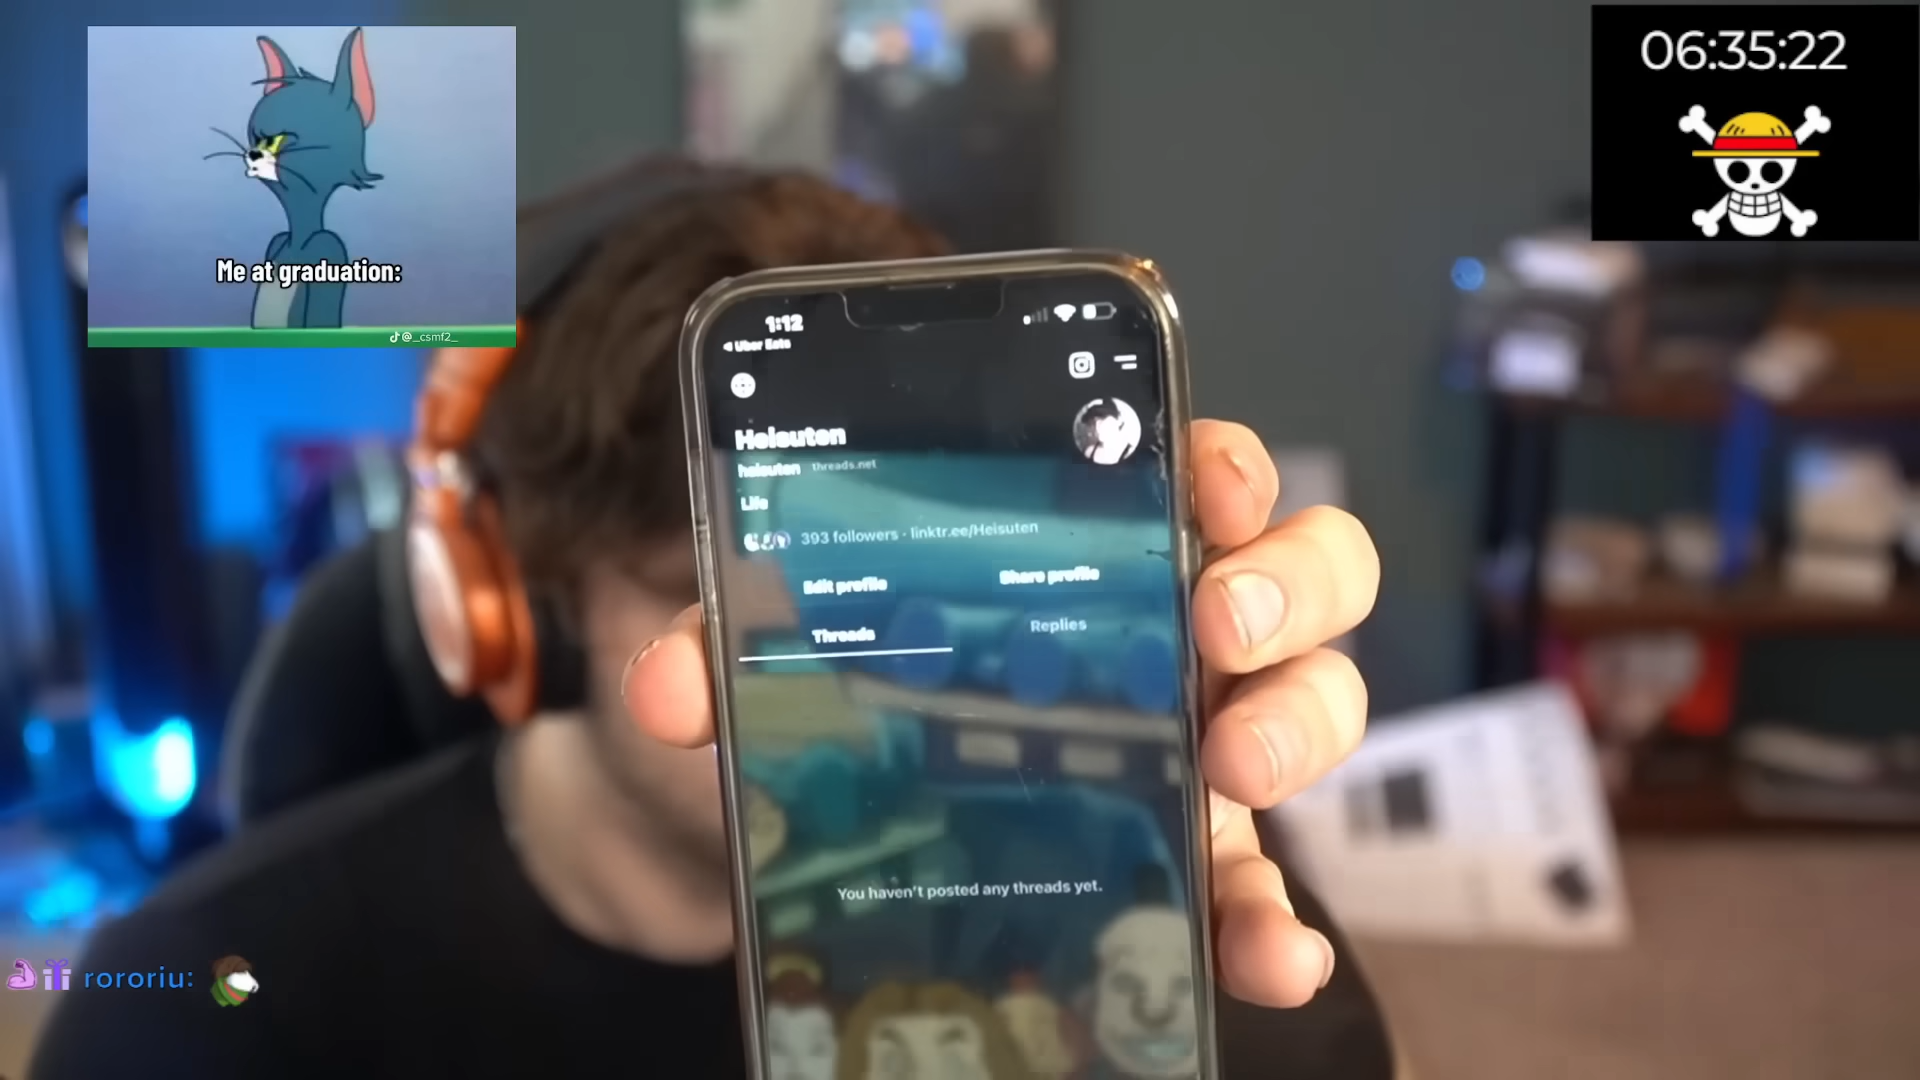 Me at graduation:
@_csmf2_
06:35:22
1:12
Uber Eats
Heisuten
heisuten threads.net
Life
393 followers · linktr.ee/Heisuten
Edit profile
Share profile
Threads
Replies
You haven't posted any threads yet.
rororiu: